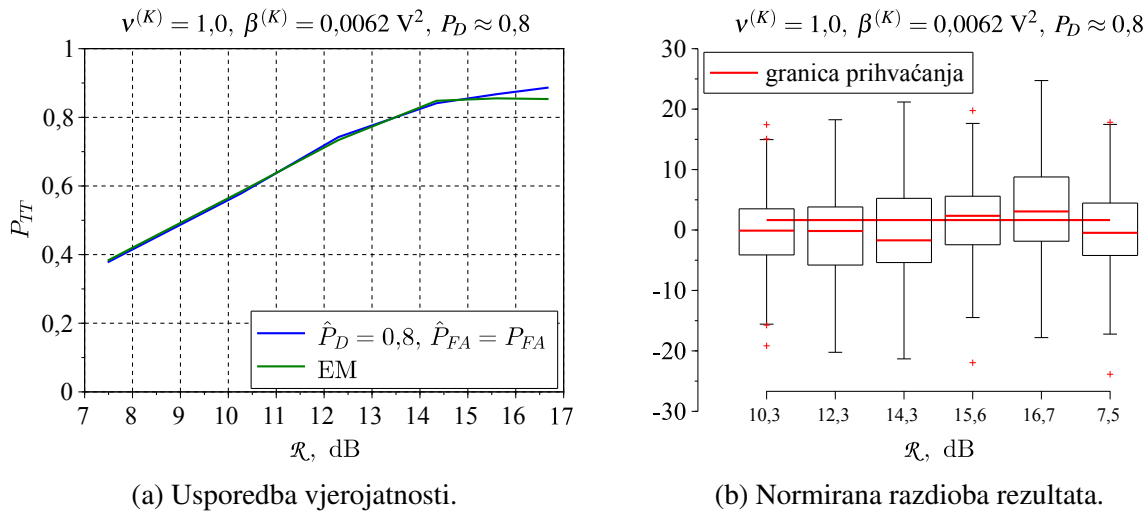 ν^(K) = 1,0, β^(K) = 0,0062 V², P_D ≈ 0,8
1
0,8
0,6
0,4
0,2
0
P_TT
P̂_D = 0,8, P̂_FA = P_FA
EM
7 8 9 10 11 12 13 14 15 16 17
ℛ, dB
(a) Usporedba vjerojatnosti.
ν^(K) = 1,0, β^(K) = 0,0062 V², P_D ≈ 0,8
30
20
10
0
-10
-20
-30
granica prihvaćanja
10,3 12,3 14,3 15,6 16,7 7,5
ℛ, dB
(b) Normirana razdioba rezultata.